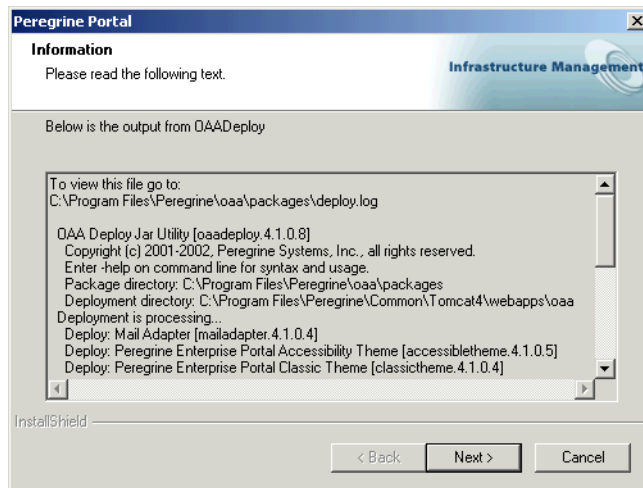 Peregrine Portal
Information
Please read the following text.
Infrastructure Management
Below is the output from OAADeploy
To view this file go to:
C:\Program Files\Peregrine\oaa\packages\deploy.log
OAA Deploy Jar Utility [oaadeploy.4.1.0.8]
Copyright (c) 2001-2002, Peregrine Systems, Inc., all rights reserved.
Enter -help on command line for syntax and usage.
Package directory: C:\Program Files\Peregrine\oaa\packages
Deployment directory: C:\Program Files\Peregrine\Common\Tomcat4\webapps\oaa
Deployment is processing...
Deploy: Mail Adapter [mailadapter.4.1.0.4]
Deploy: Peregrine Enterprise Portal Accessibility Theme [accessibletheme.4.1.0.5]
Deploy: Peregrine Enterprise Portal Classic Theme [classictheme.4.1.0.4]
InstallShield
< Back
Next >
Cancel